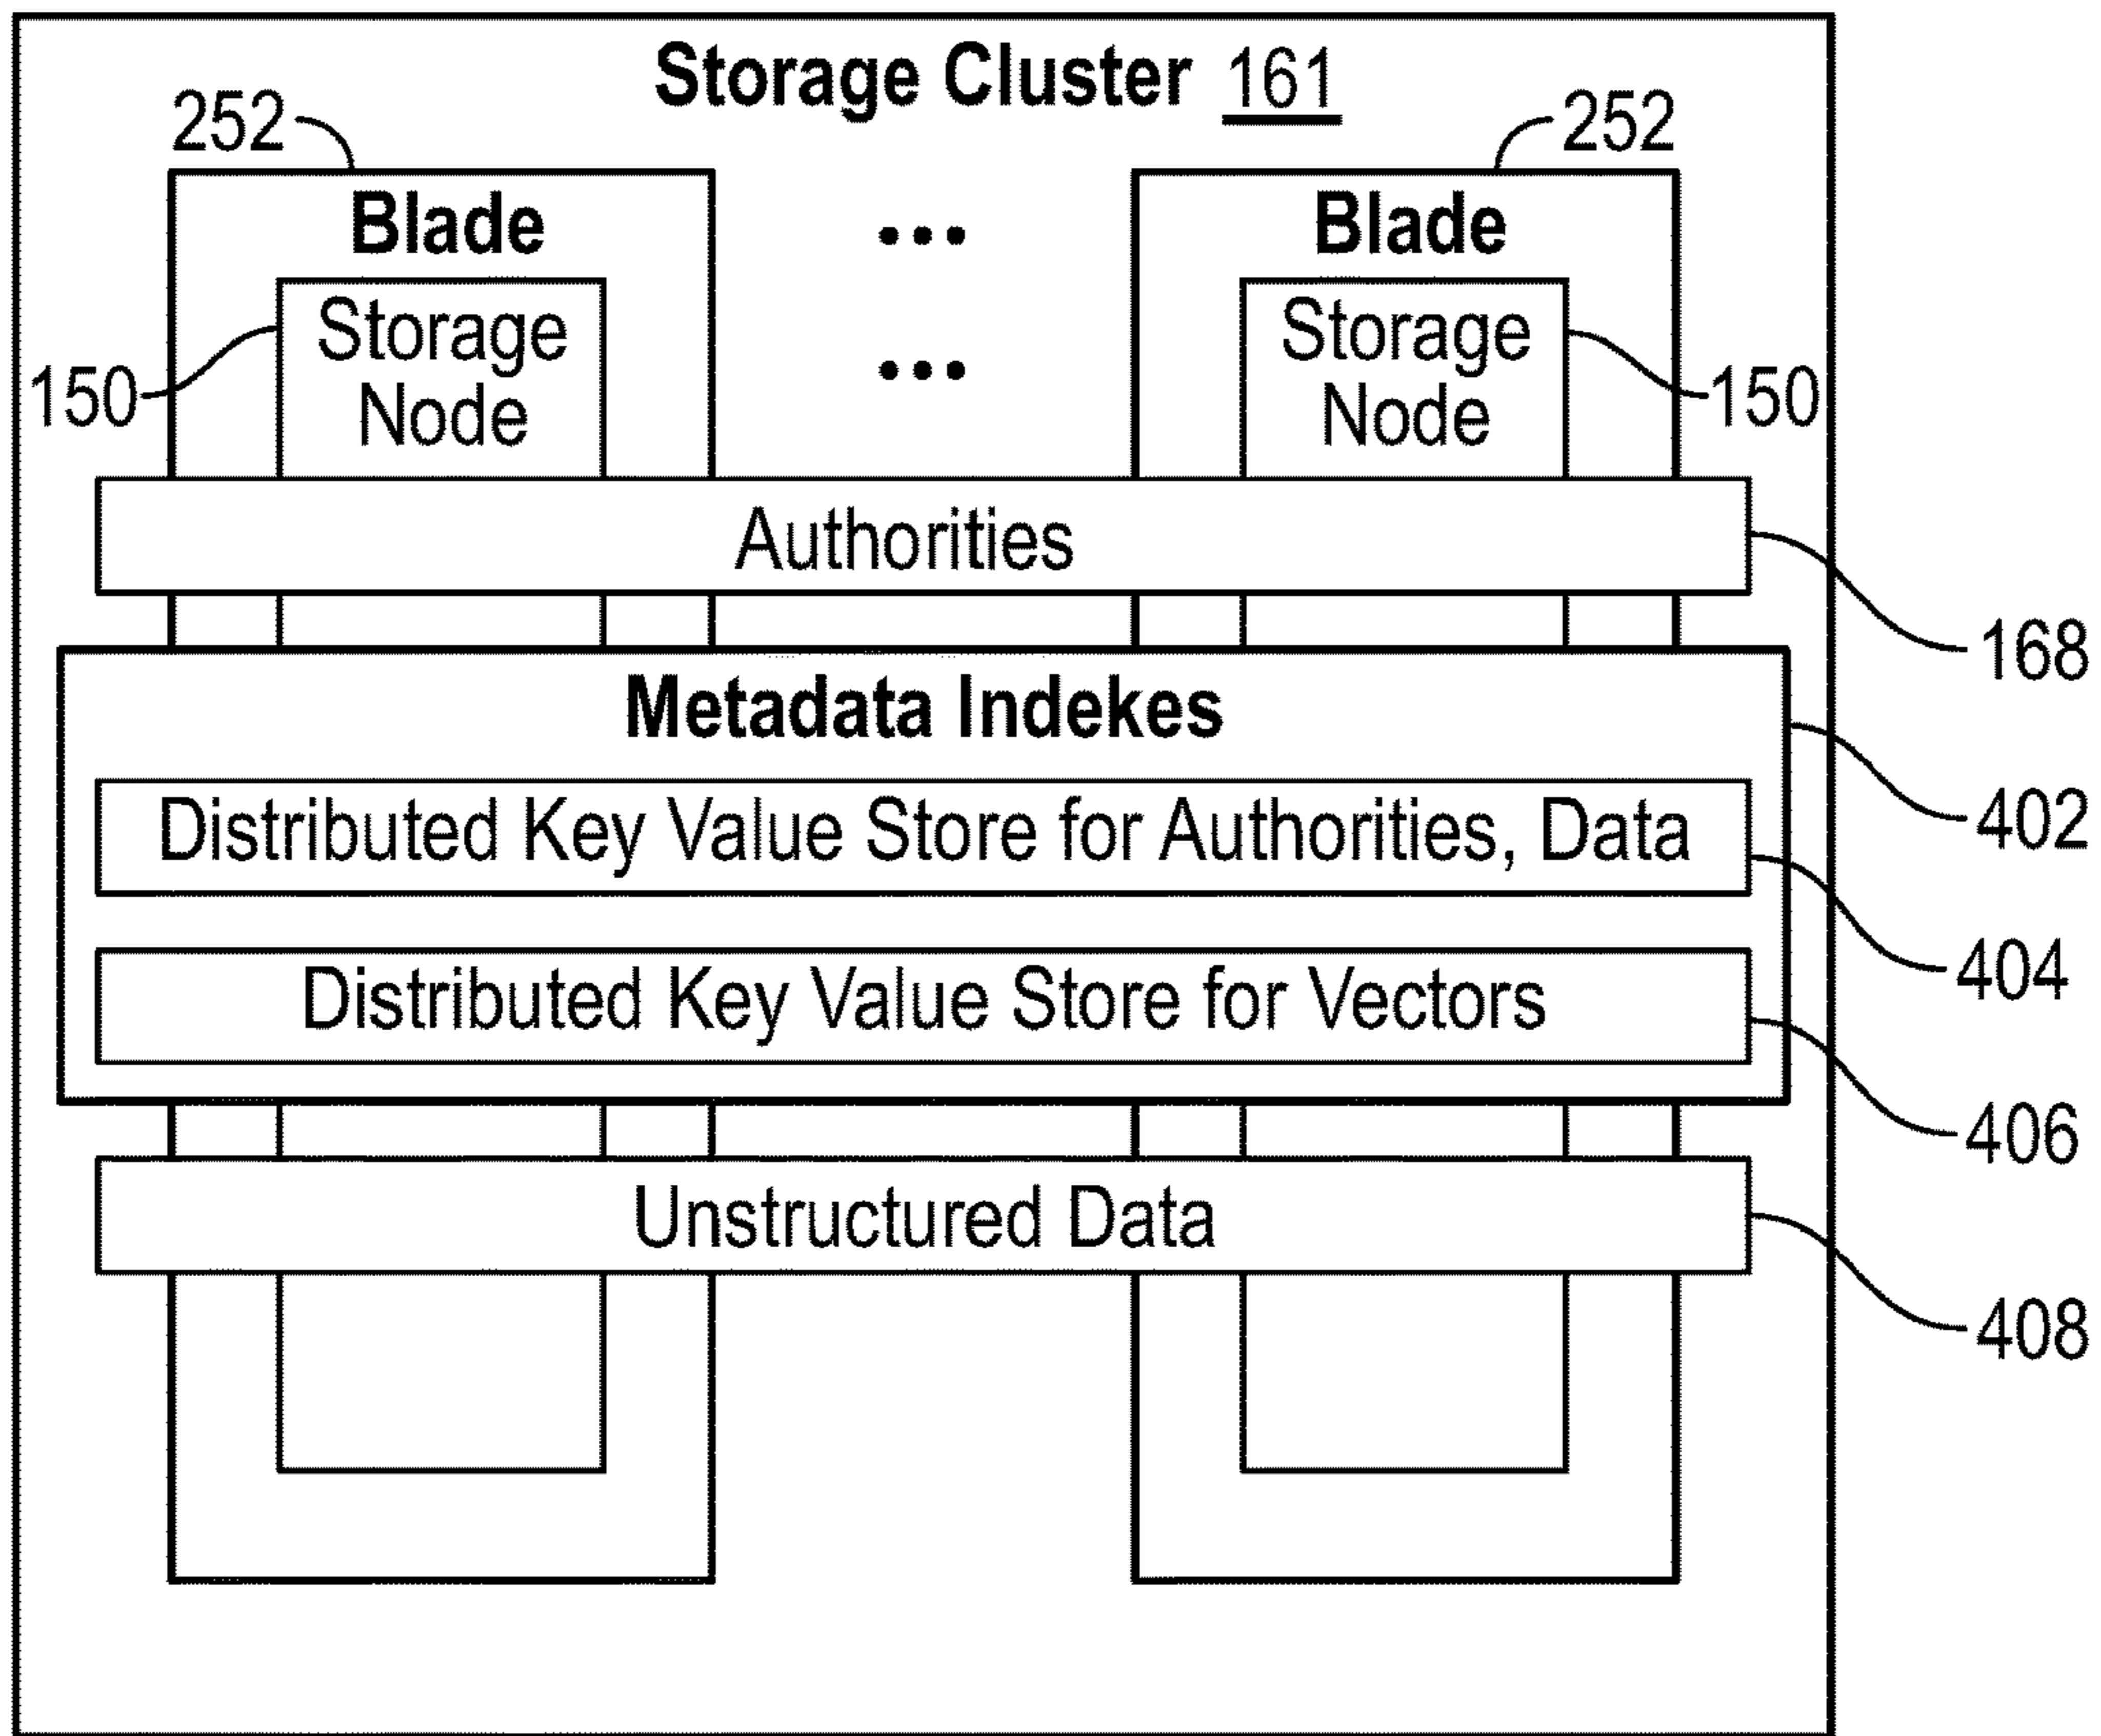 Storage Cluster 161
252
252
Blade
...
Blade
Storage
Node
...
Storage
Node
150
150
Authorities
168
Metadata Indekes
402
Distributed Key Value Store for Authorities, Data
404
Distributed Key Value Store for Vectors
406
Unstructured Data
408